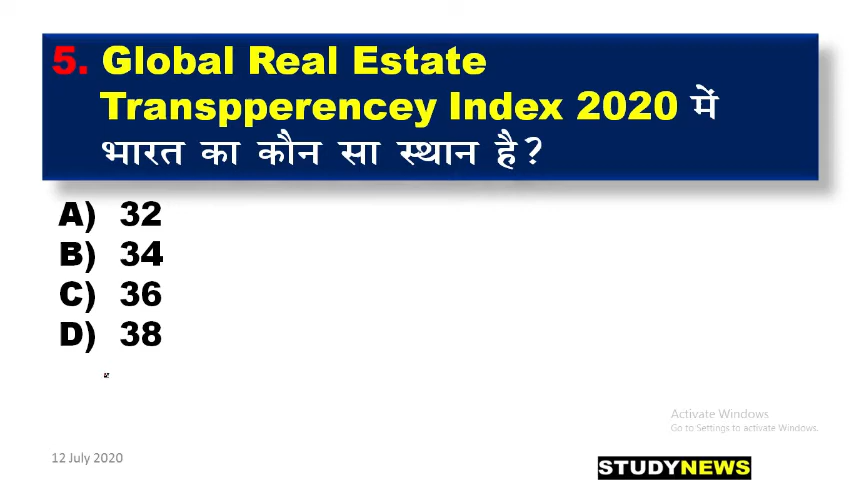 5. Global Real Estate
Transpperencey Index 2020 में
भारत का कौन सा स्थान है?
A) 32
B) 34
C) 36
D) 38
Activate Windows
Go to Settings to activate Windows.
12 July 2020
STUDYNEWS